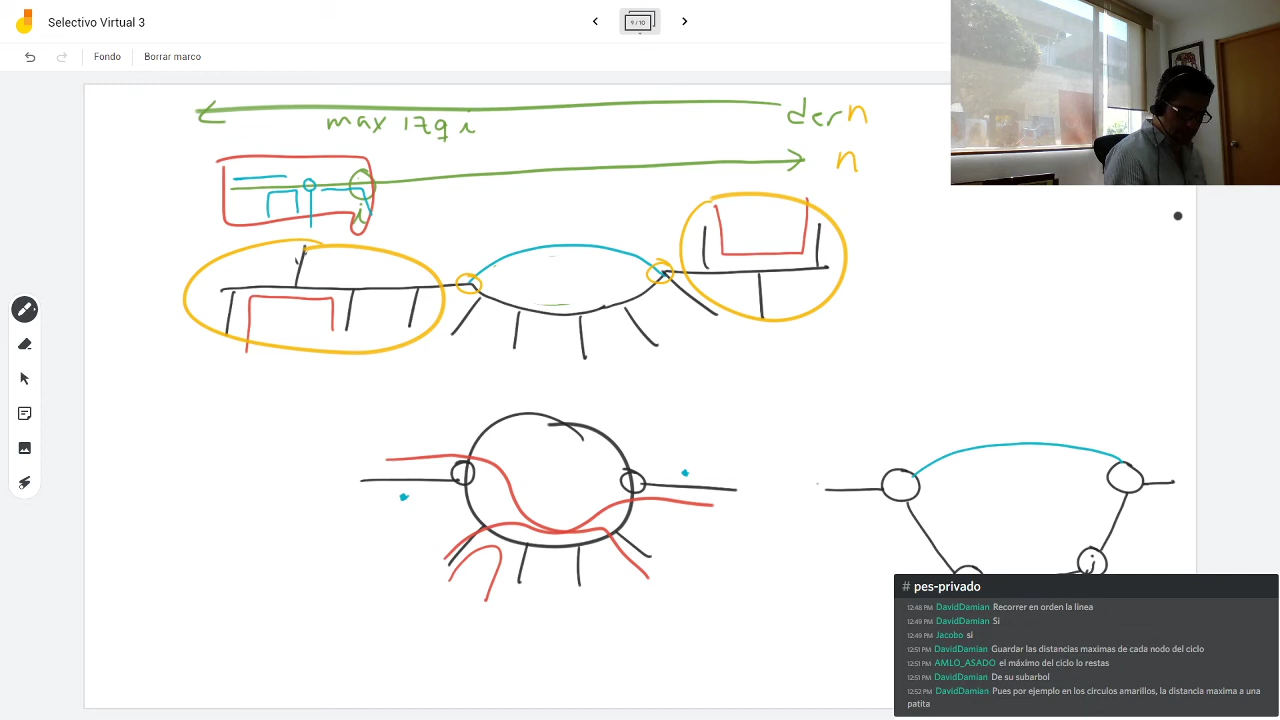 Selectivo Virtual 3
9 / 10
Fondo
Borrar marco
max izq i
der n
n
i
i
# pes-privado
12:48 PM DavidDamian Recorrer en orden la linea
12:49 PM DavidDamian Si
12:49 PM Jacobo si
12:51 PM DavidDamian Guardar las distancias maximas de cada nodo del ciclo
12:51 PM AMLO_ASADO el máximo del ciclo lo restas
12:51 PM DavidDamian De su subarbol
12:52 PM DavidDamian Pues por ejemplo en los circulos amarillos, la distancia maxima a una
patita